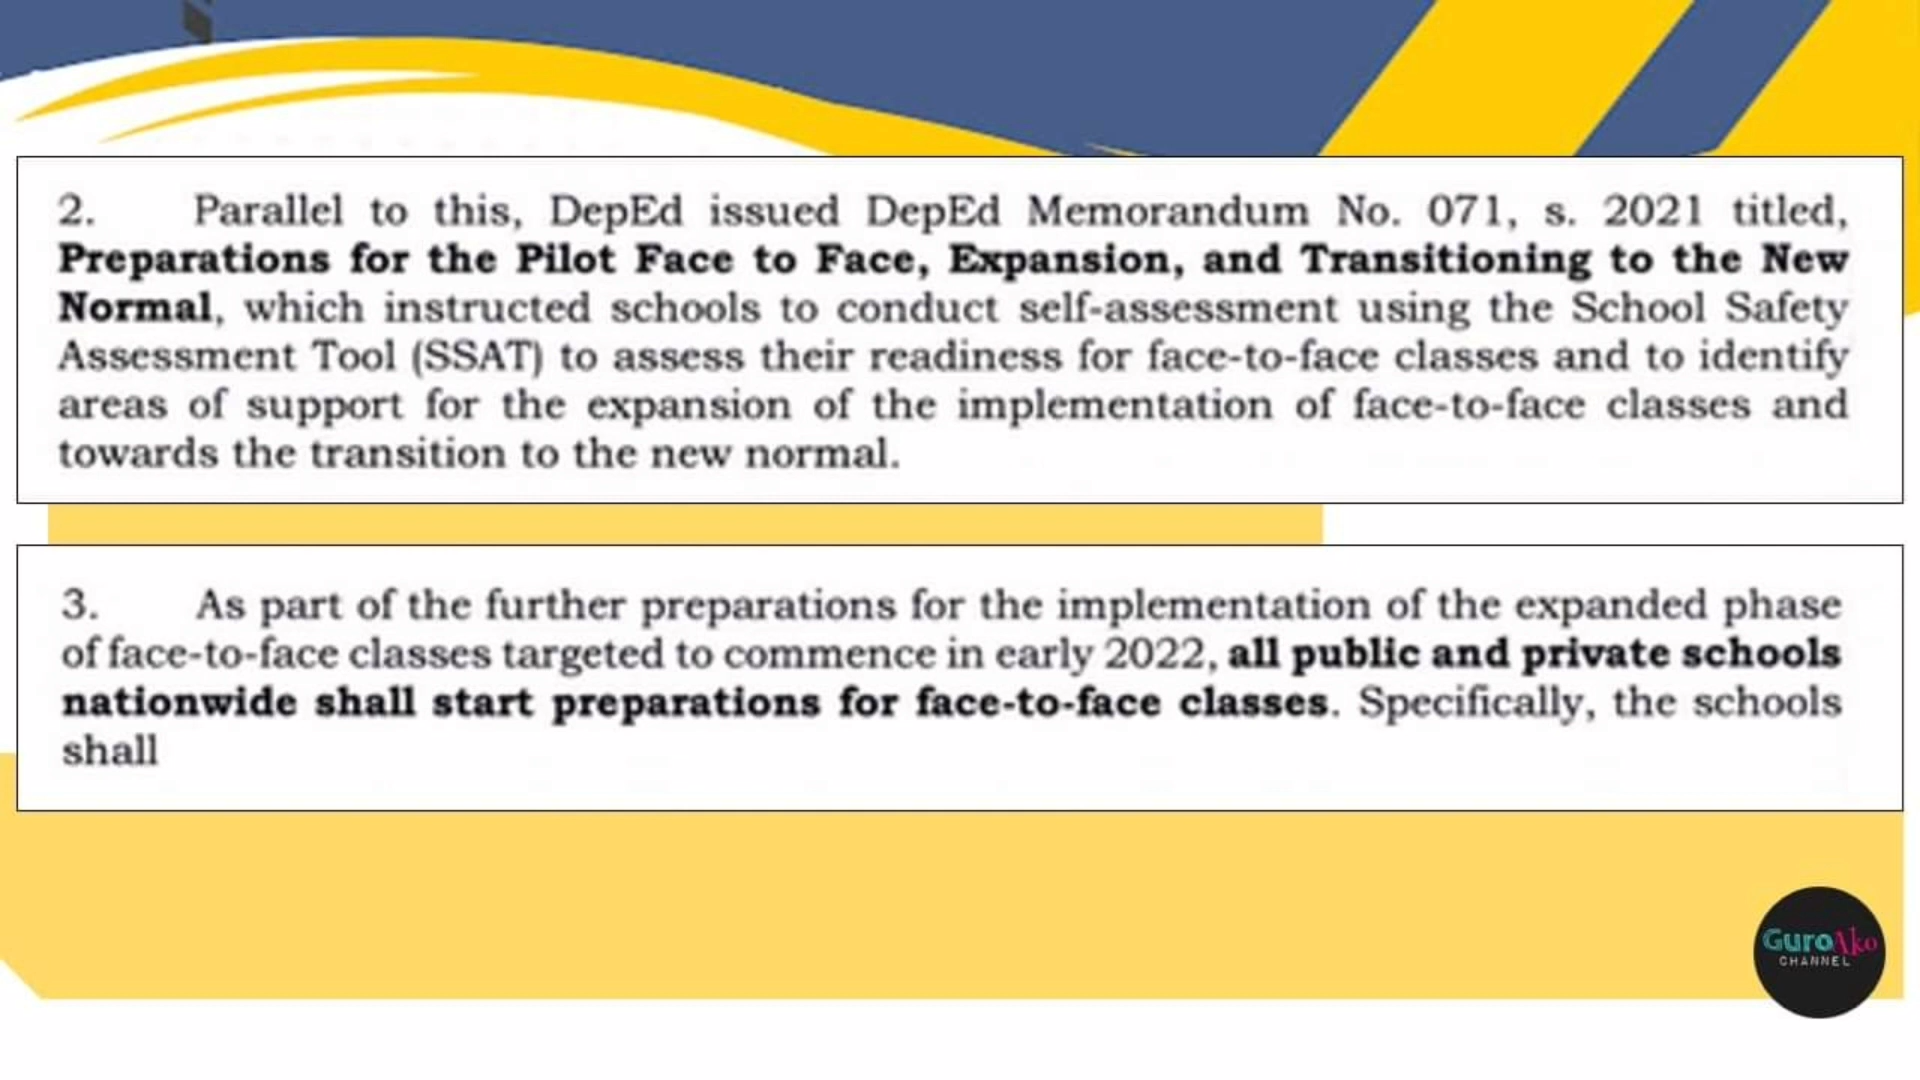 2. Parallel to this, DepEd issued DepEd Memorandum No. 071, s. 2021 titled,
Preparations for the Pilot Face to Face, Expansion, and Transitioning to the New
Normal, which instructed schools to conduct self-assessment using the School Safety
Assessment Tool (SSAT) to assess their readiness for face-to-face classes and to identify
areas of support for the expansion of the implementation of face-to-face classes and
towards the transition to the new normal.
3. As part of the further preparations for the implementation of the expanded phase
of face-to-face classes targeted to commence in early 2022, all public and private schools
nationwide shall start preparations for face-to-face classes. Specifically, the schools
shall
GuroAko
CHANNEL